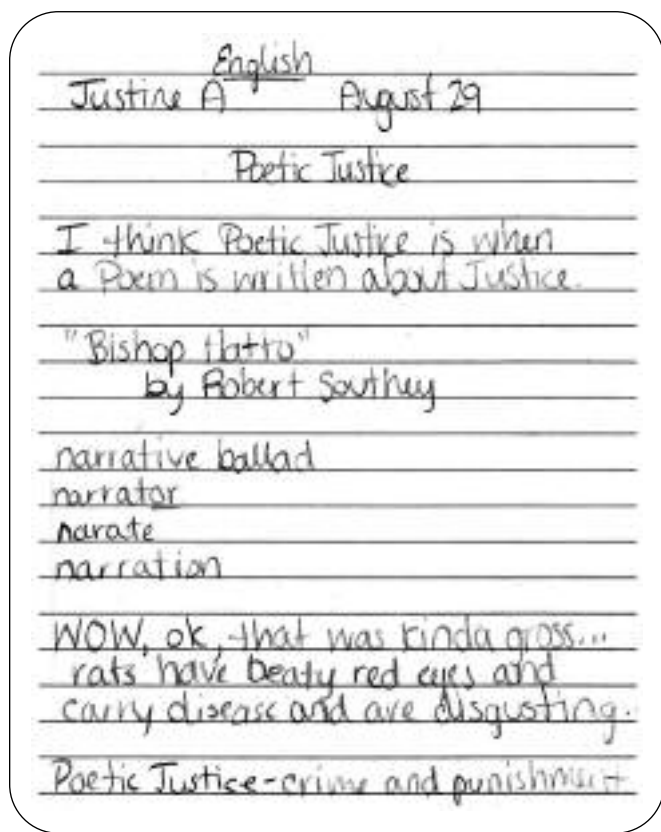 English
Justine A August 29
Poetic Justice
I think Poetic Justice is when
a Poem is written about Justice.
"Bishop Hatto"
by Robert Southey
narrative ballad
narrator
narate
narration
WOW, ok, that was kinda gross...
rats have beaty red eyes and
carry disease and are disgusting.
Poetic Justice-crime and punishment